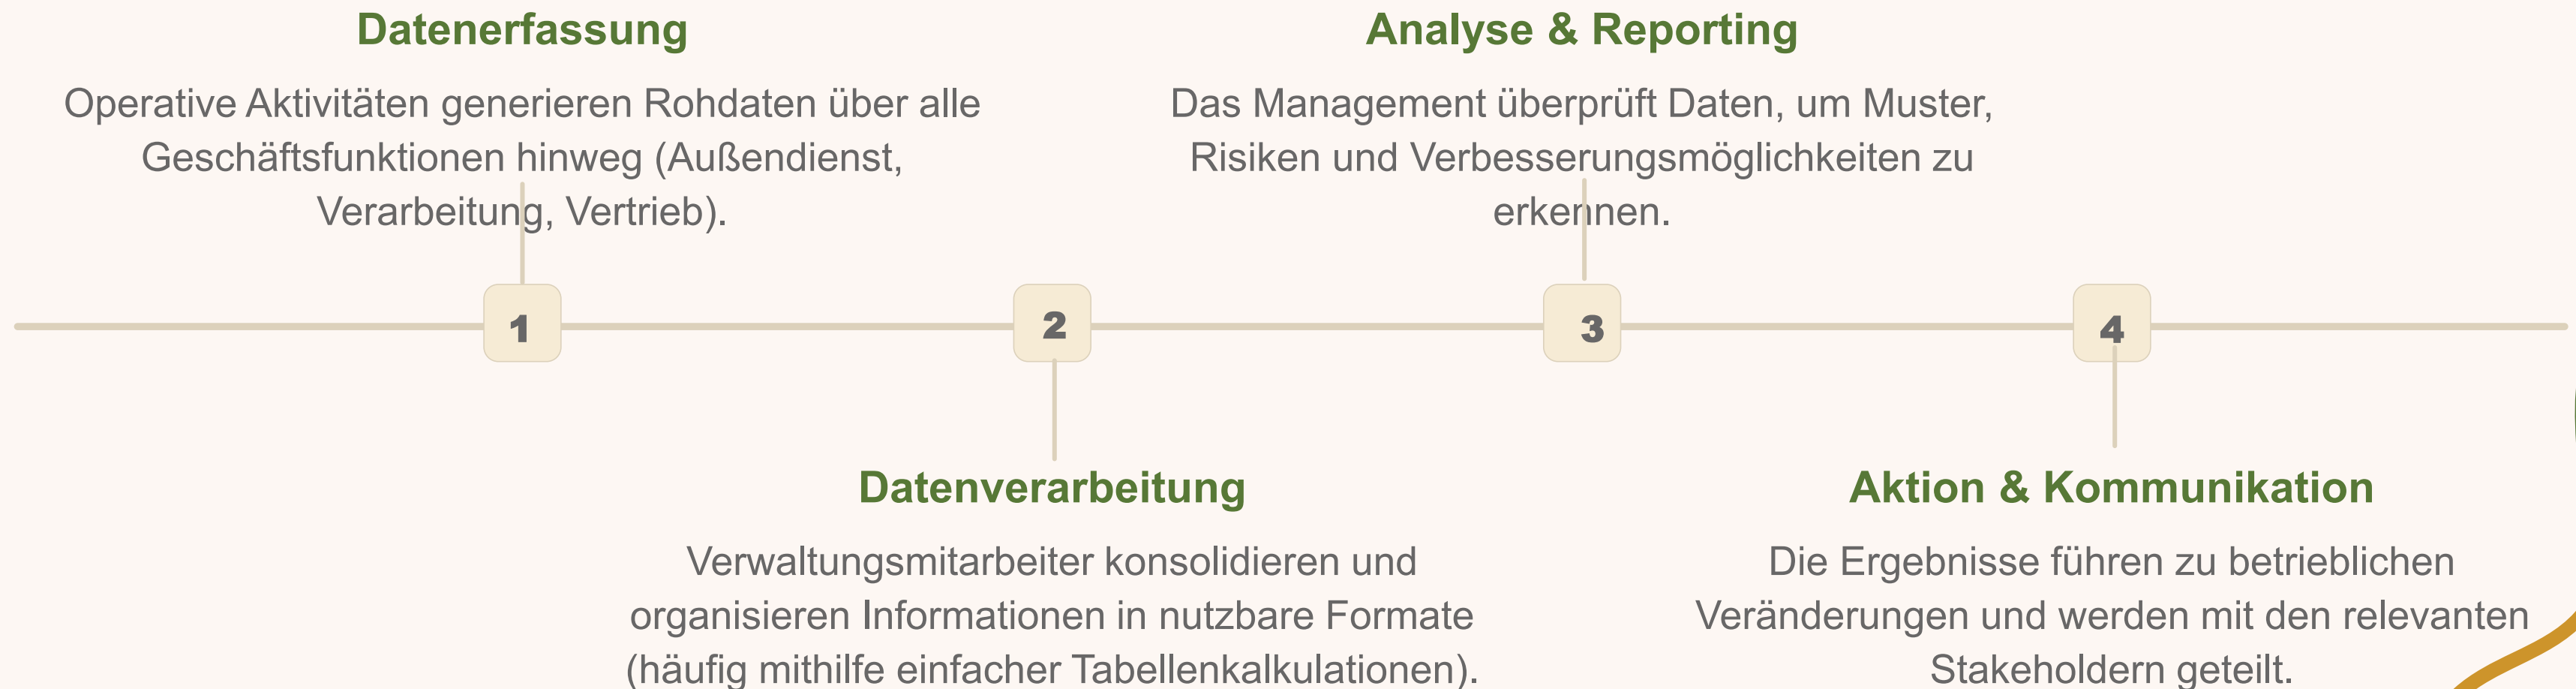 Datenerfassung
Operative Aktivitäten generieren Rohdaten über alle
Geschäftsfunktionen hinweg (Außendienst,
Verarbeitung, Vertrieb).
Analyse & Reporting
Das Management überprüft Daten, um Muster,
Risiken und Verbesserungsmöglichkeiten zu
erkennen.
1
2
3
4
Datenverarbeitung
Verwaltungsmitarbeiter konsolidieren und
organisieren Informationen in nutzbare Formate
(häufig mithilfe einfacher Tabellenkalkulationen).
Aktion & Kommunikation
Die Ergebnisse führen zu betrieblichen
Veränderungen und werden mit den relevanten
Stakeholdern geteilt.